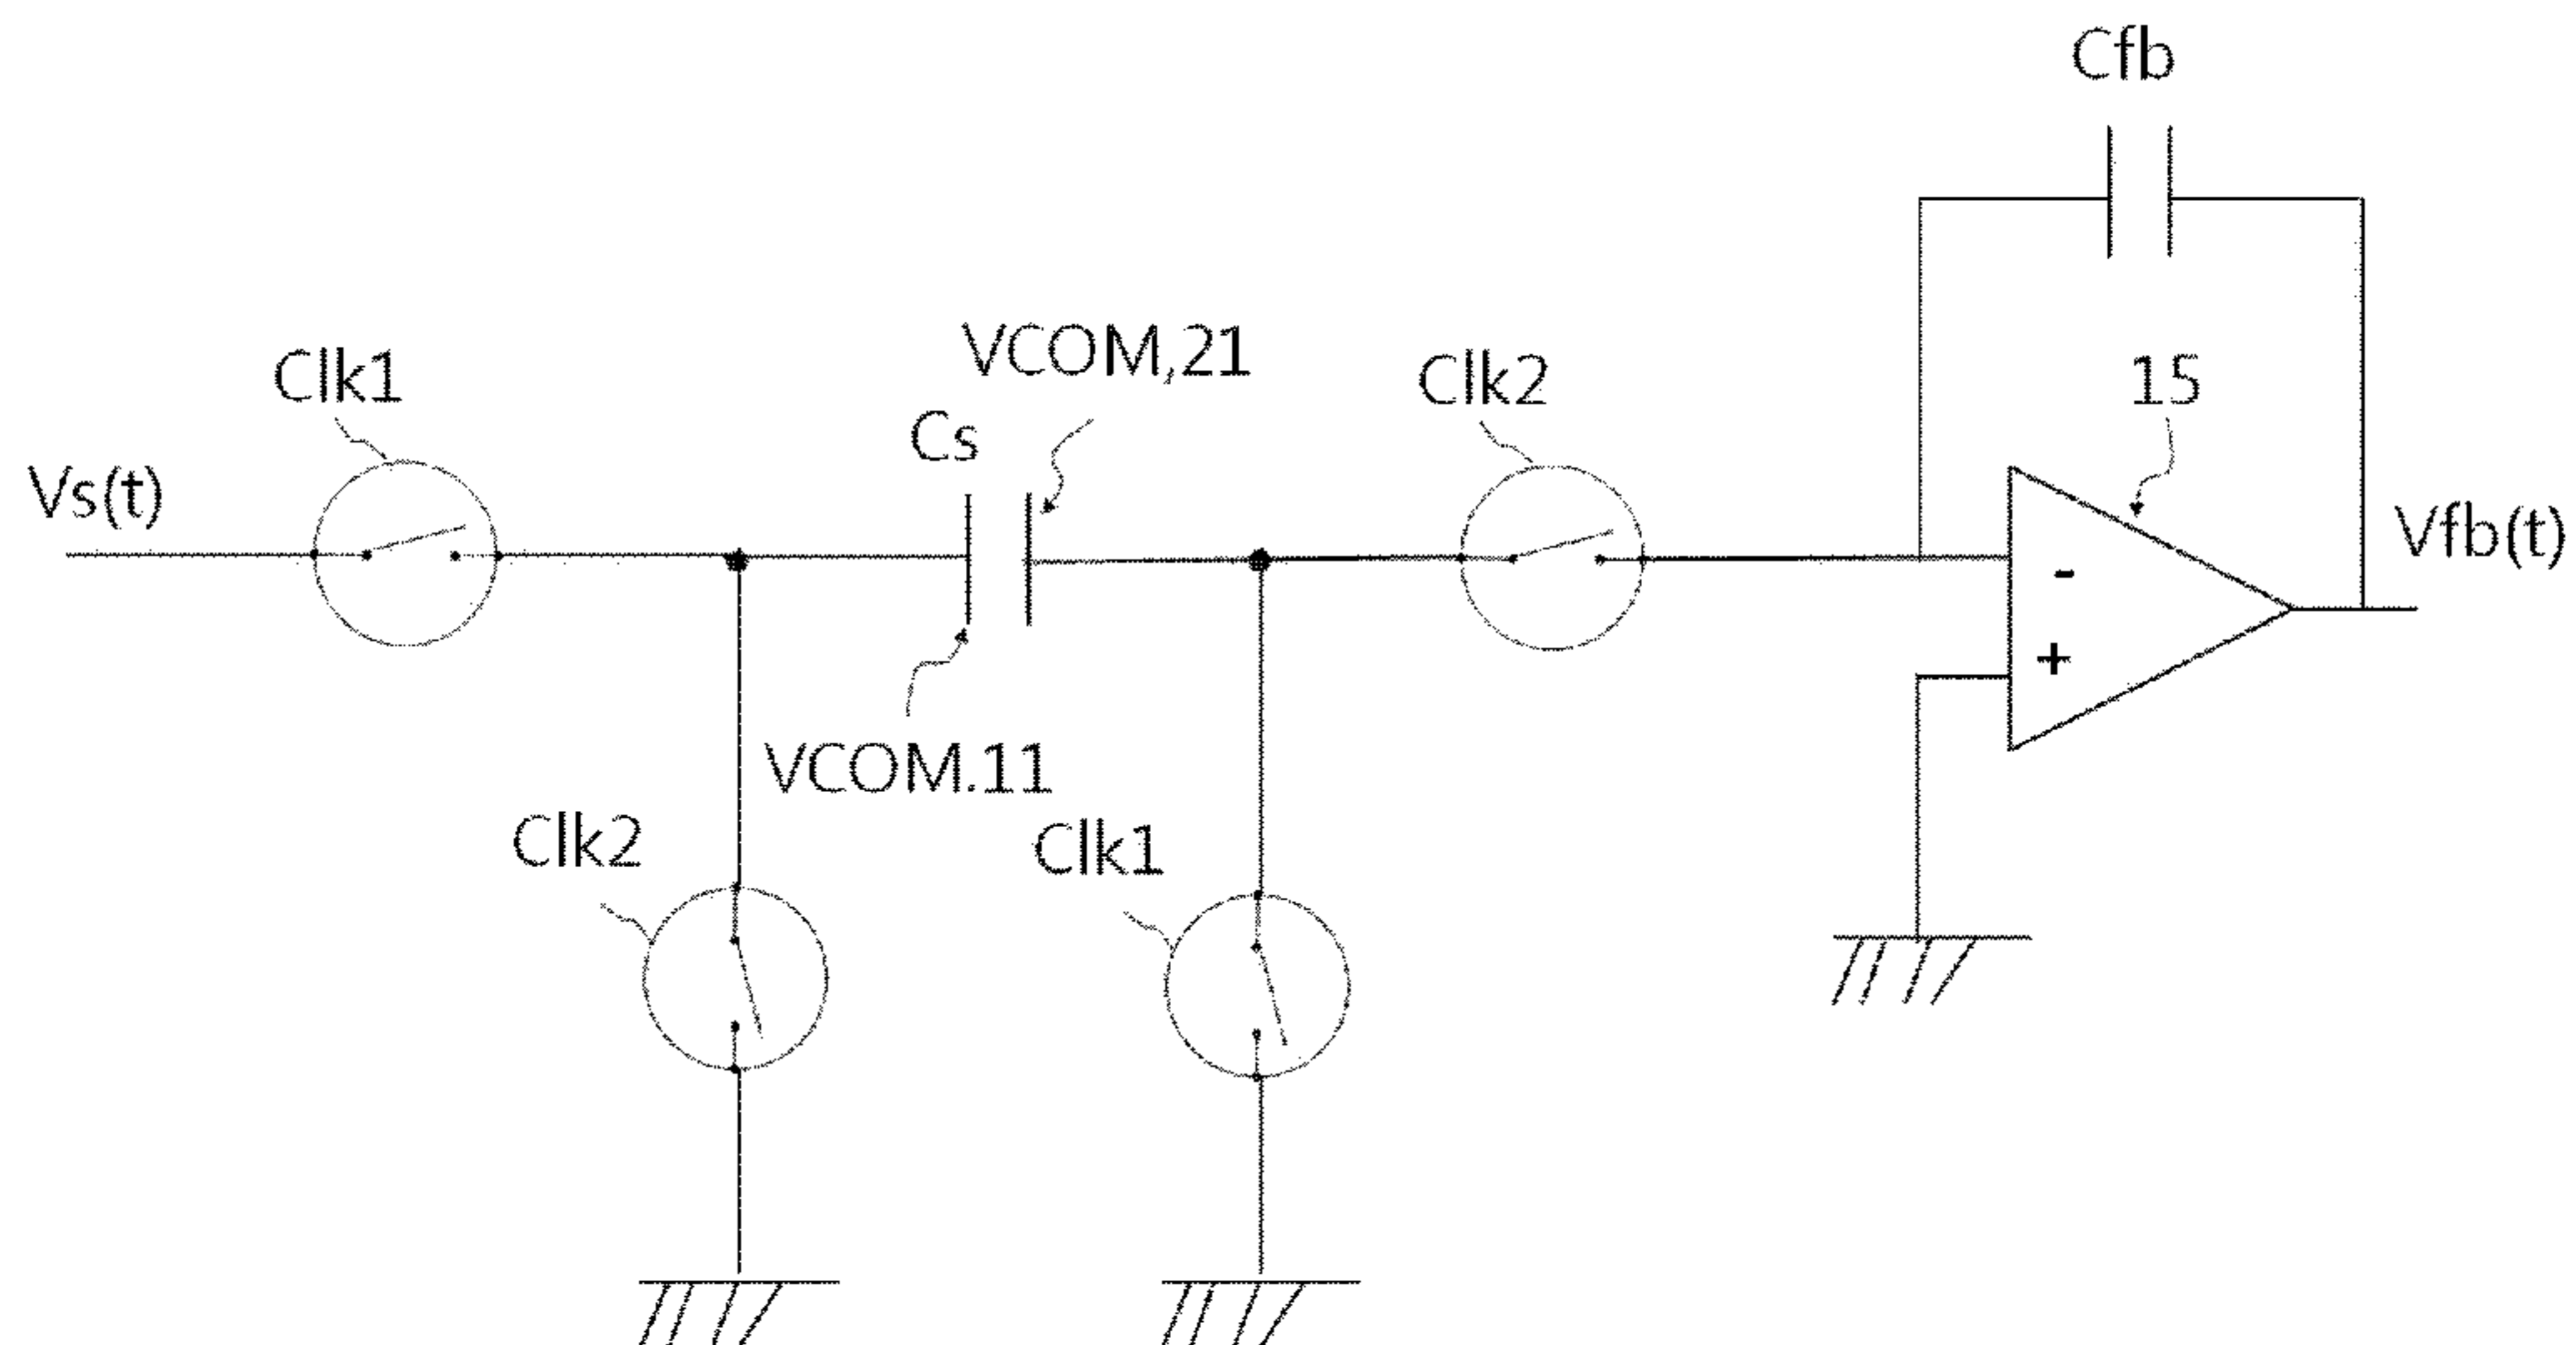 Cfb
VCOM,21
Clk1
Clk2
15
Cs
Vs(t)
Vfb(t)
-
+
VCOM.11
Clk2
Clk1